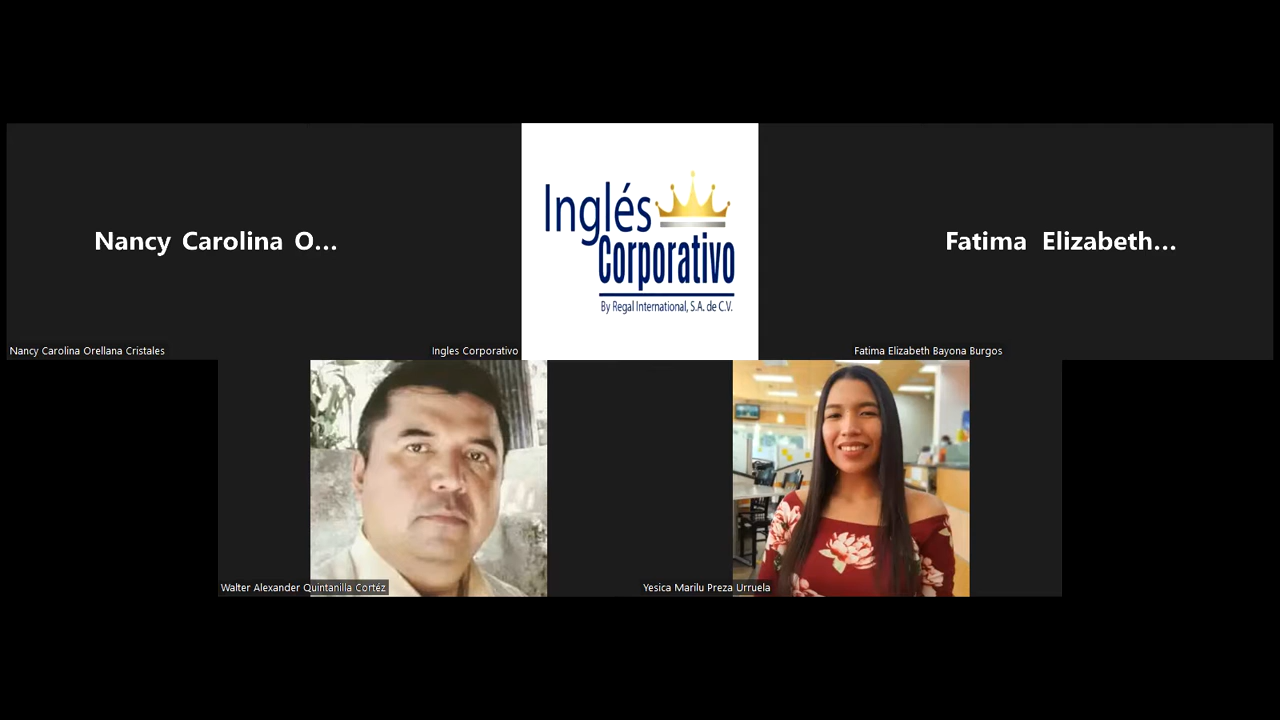 Nancy Carolina O...
Inglés
Corporativo
By Regal International, S.A. de C.V.
Fatima Elizabeth...
Nancy Carolina Orellana Cristales
Ingles Corporativo
Fatima Elizabeth Bayona Burgos
Walter Alexander Quintanilla Cortéz
Yesica Marilu Preza Urruela